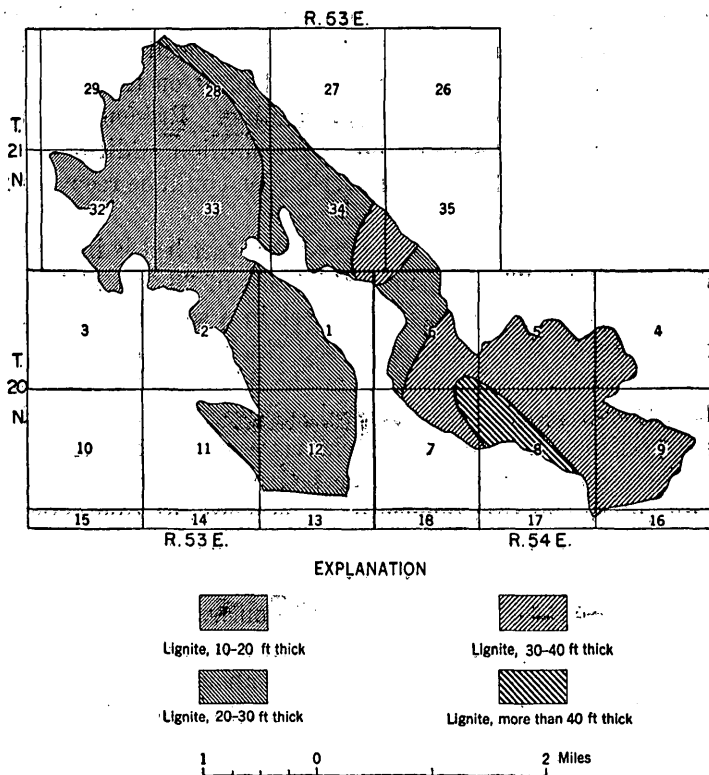 R. 53 E.
29 28 27 26
T. 21 N.
32 33 34 35
3 2 1 6 5 4
T. 20 N.
10 11 12 7 8 9
15 14 13 18 17 16
R. 53 E. R. 54 E.
EXPLANATION
Lignite, 10-20 ft thick
Lignite, 30-40 ft thick
Lignite, 20-30 ft thick
Lignite, more than 40 ft thick
1 0 2 Miles